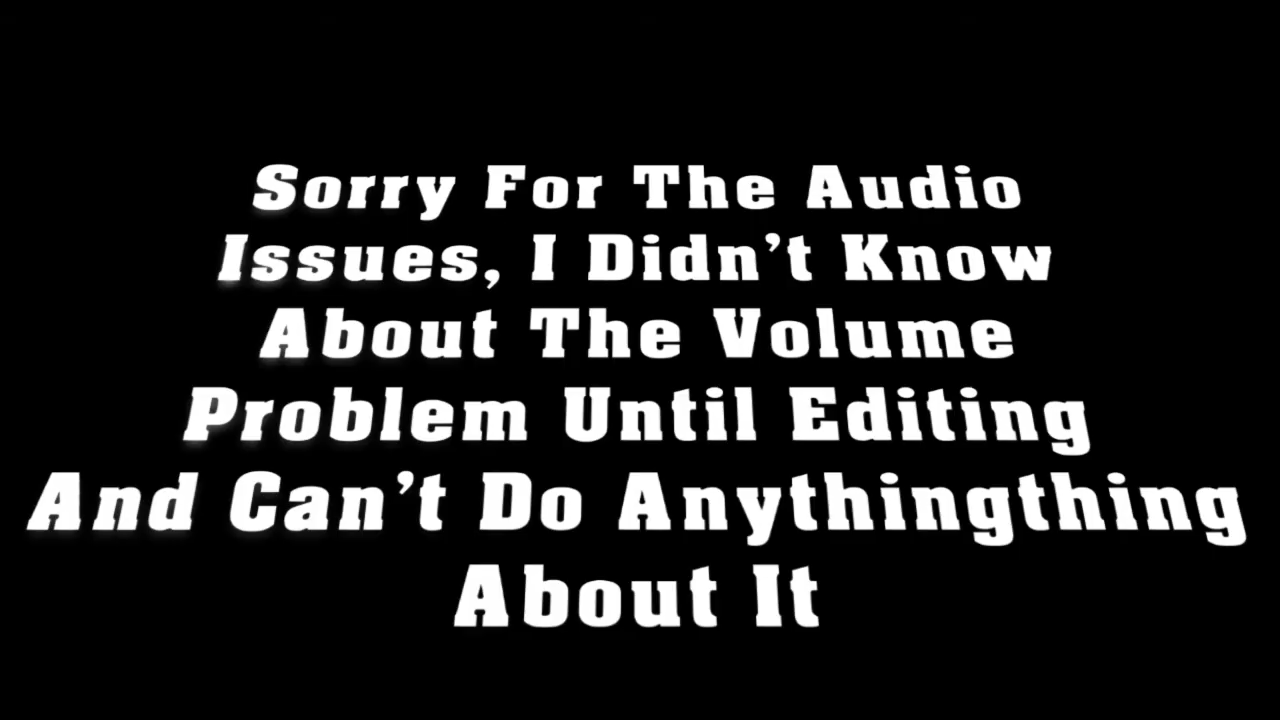 Sorry For The Audio
Issues, I Didn’t Know
About The Volume
Problem Until Editing
And Can’t Do Anythingthing
About It